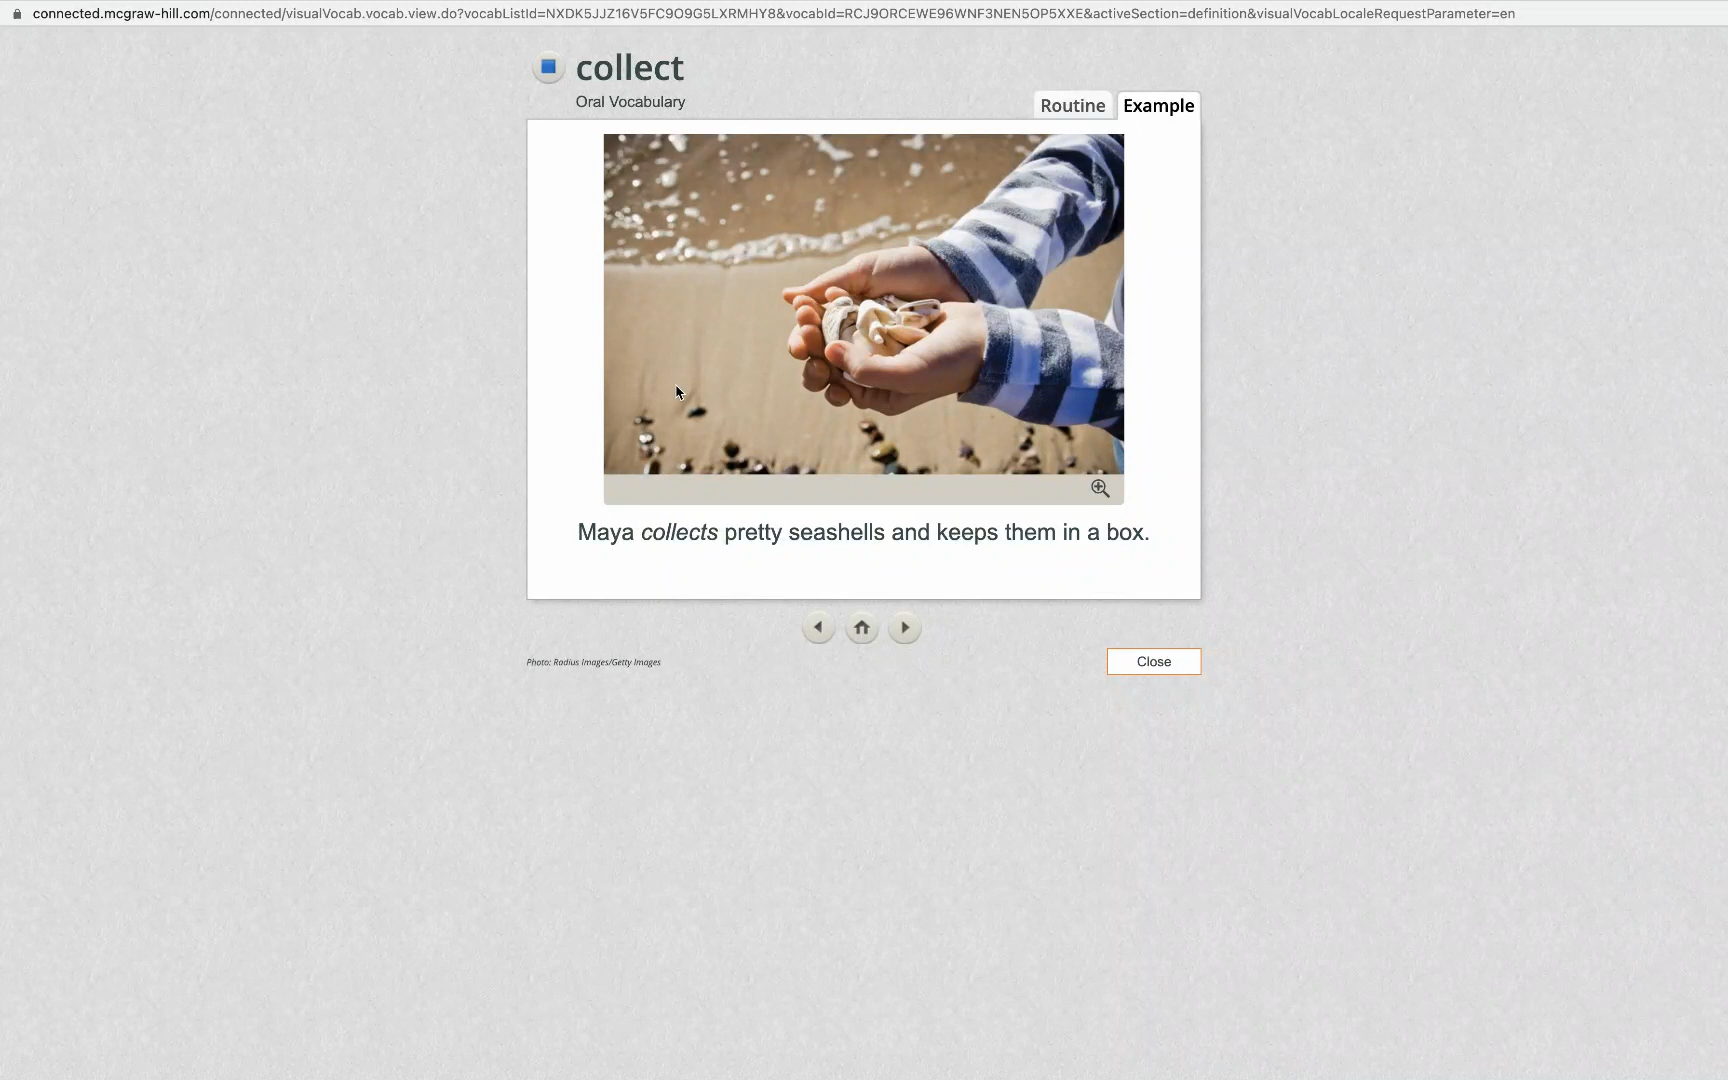 connected.mcgraw-hill.com/connected/visualVocab.vocab.view.do?vocabListId=NXDK5JJZ16V5FC9O9G5LXRMHY8&vocabId=RCJ9ORCEWE96WNF3NEN5OP5XXE&activeSection=definition&visualVocabLocaleRequestParameter=en
collect
Oral Vocabulary
Routine Example
Maya collects pretty seashells and keeps them in a box.
Photo: Radius Images/Getty Images
Close